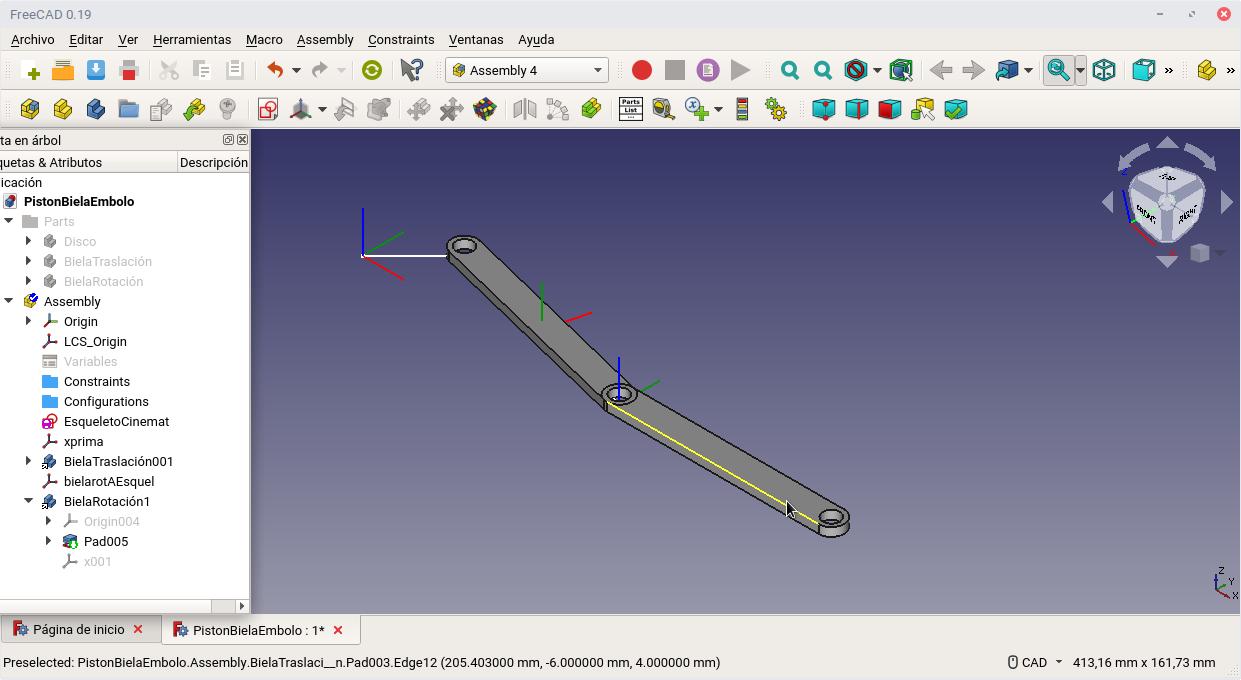 FreeCAD 0.19
Archivo Editar Ver Herramientas Macro Assembly Constraints Ventanas Ayuda
Assembly 4
»
»
Parts
List
ta en árbol
quetas & Atributos
Descripción
icación
PistonBielaEmbolo
Parts
Disco
BielaTraslación
BielaRotación
Assembly
Origin
LCS_Origin
Variables
Constraints
Configurations
EsqueletoCinemat
xprima
BielaTraslación001
bielarotAEsquel
BielaRotación1
Origin004
Pad005
x001
Z
Z
Y
X
Página de inicio
PistonBielaEmbolo : 1*
Preselected: PistonBielaEmbolo.Assembly.BielaTraslaci__n.Pad003.Edge12 (205.403000 mm, -6.000000 mm, 4.000000 mm)
CAD
413,16 mm x 161,73 mm